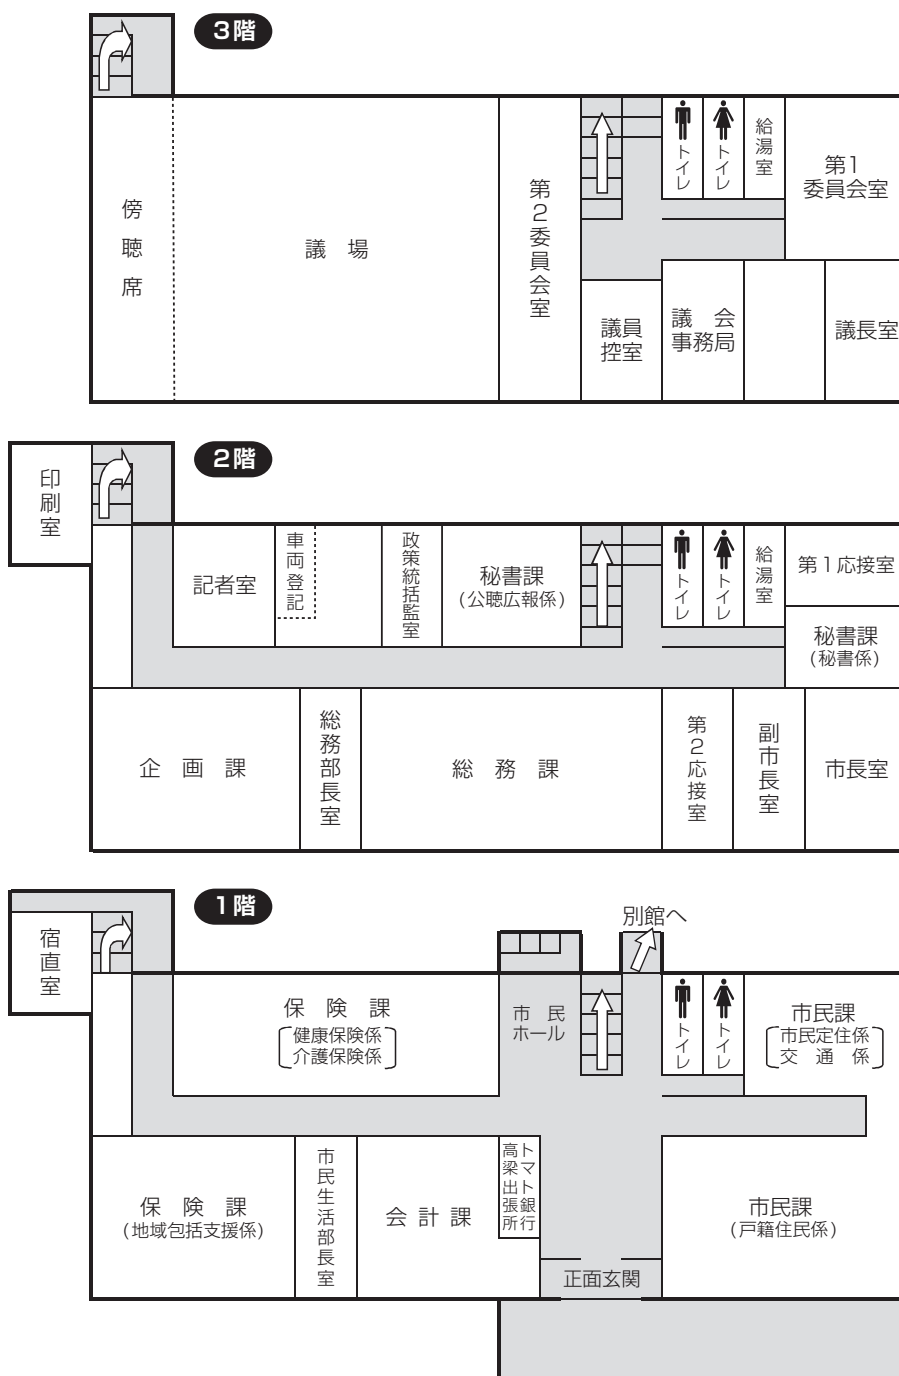 3階
傍聴席
議場
第2委員会室
トイレ
トイレ
給湯室
第1
委員会室
議員
控室
議会
事務局
議長室
2階
印刷室
記者室
車両登記
政策統括監室
秘書課
(公聴広報係)
トイレ
トイレ
給湯室
第1応接室
秘書課
(秘書係)
企画課
総務部長室
総務課
第2応接室
副市長室
市長室
1階
別館へ
宿直室
保険課
健康保険係
介護保険係
市民
ホール
トイレ
トイレ
市民課
市民定住係
交通係
保険課
(地域包括支援係)
市民生活部長室
会計課
トマト銀行
高梁出張所
市民課
(戸籍住民係)
正面玄関